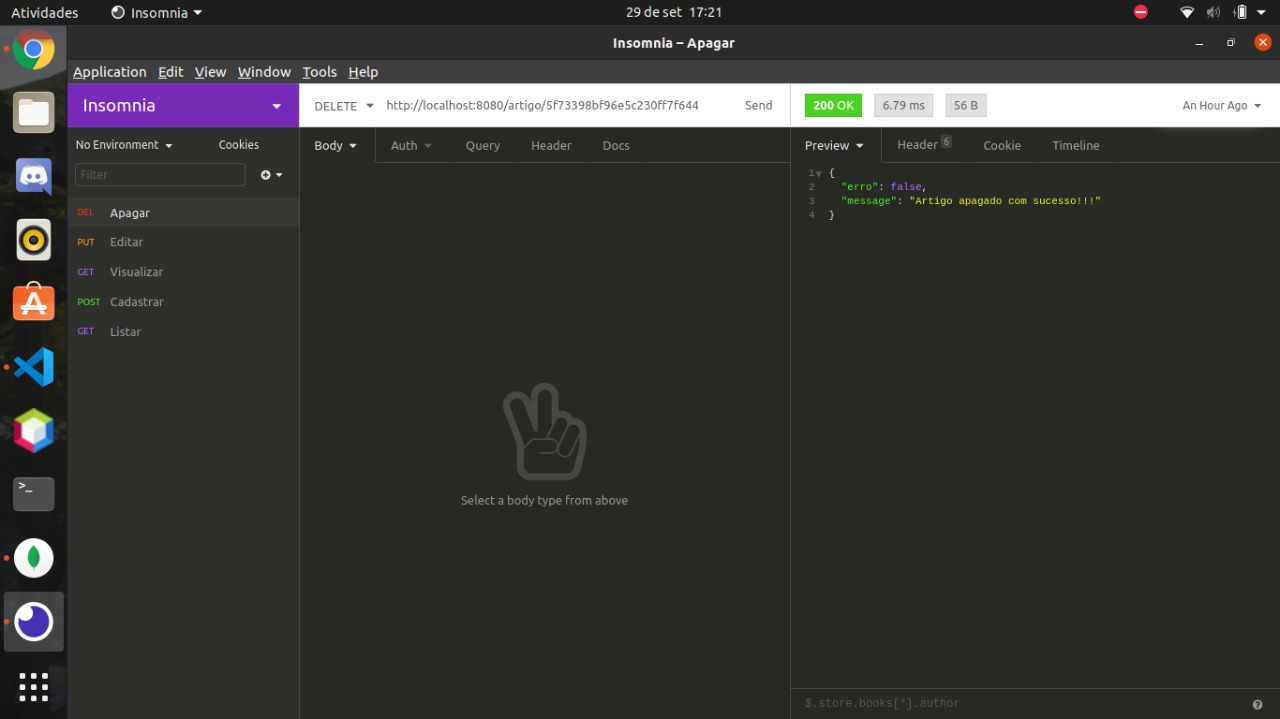 Atividades Insomnia 29 de set 17:21
Insomnia – Apagar
Application Edit View Window Tools Help
Insomnia DELETE http://localhost:8080/artigo/5f73398bf96e5c230ff7f644 Send 200 OK 6.79 ms 56 B An Hour Ago
No Environment Cookies Body Auth Query Header Docs Preview Header 6 Cookie Timeline
Filter
1 {
2 "erro": false,
3 "message": "Artigo apagado com sucesso!!!"
4 }
DEL Apagar
PUT Editar
GET Visualizar
POST Cadastrar
GET Listar
>_
Select a body type from above
$.store.books[*].author